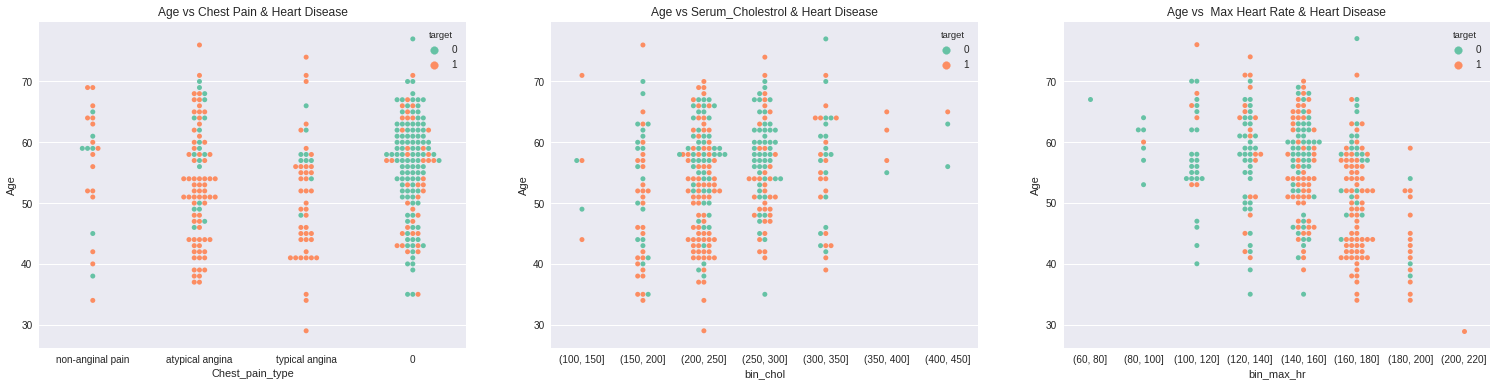 Age vs Chest Pain & Heart Disease
target
0
1
70
60
50
40
30
Age
non-anginal pain atypical angina typical angina 0
Chest_pain_type
Age vs Serum_Cholestrol & Heart Disease
target
0
1
70
60
50
40
30
Age
(100, 150] (150, 200] (200, 250] (250, 300] (300, 350] (350, 400] (400, 450]
bin_chol
Age vs  Max Heart Rate & Heart Disease
target
0
1
70
60
50
40
30
Age
(60, 80] (80, 100] (100, 120] (120, 140] (140, 160] (160, 180] (180, 200] (200, 220]
bin_max_hr